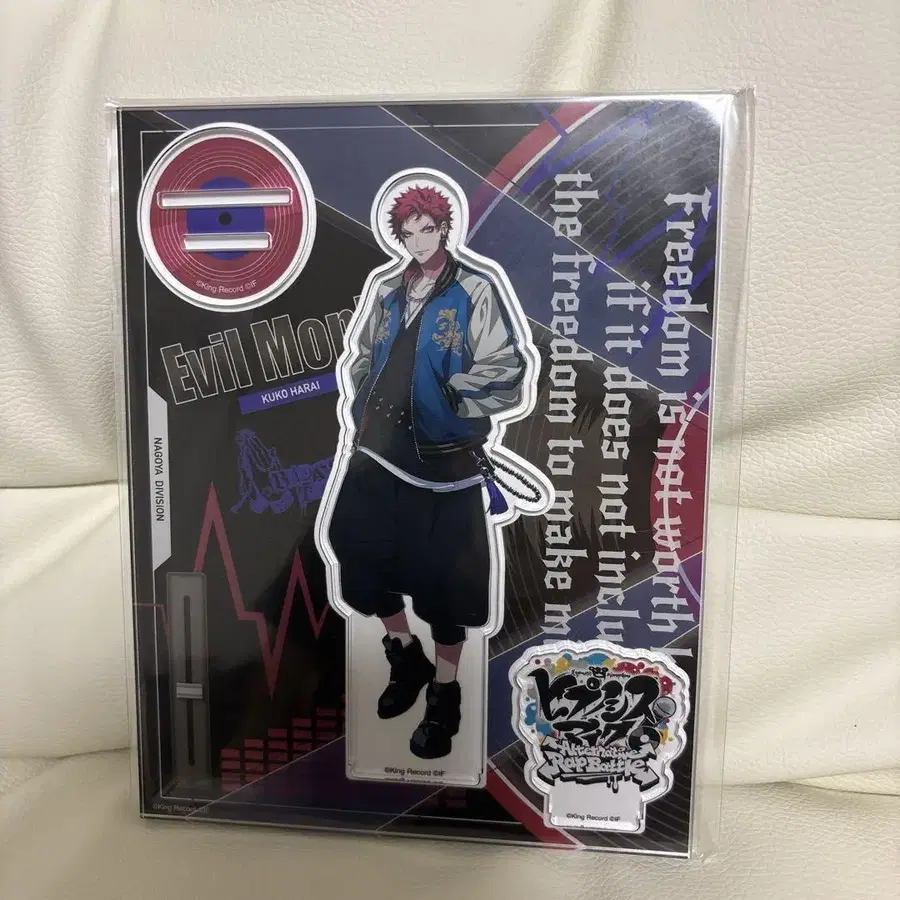 ©King Record ©IF
Evil Mon
KUKO HARAI
NAGOYA DIVISION
Freedom is not worth
if it does not inclu
the freedom to make m
ヒプノシス
マイク
Alternative
Rap Battle
©King Record ©IF
©King Record ©IF
©King Record ©IF